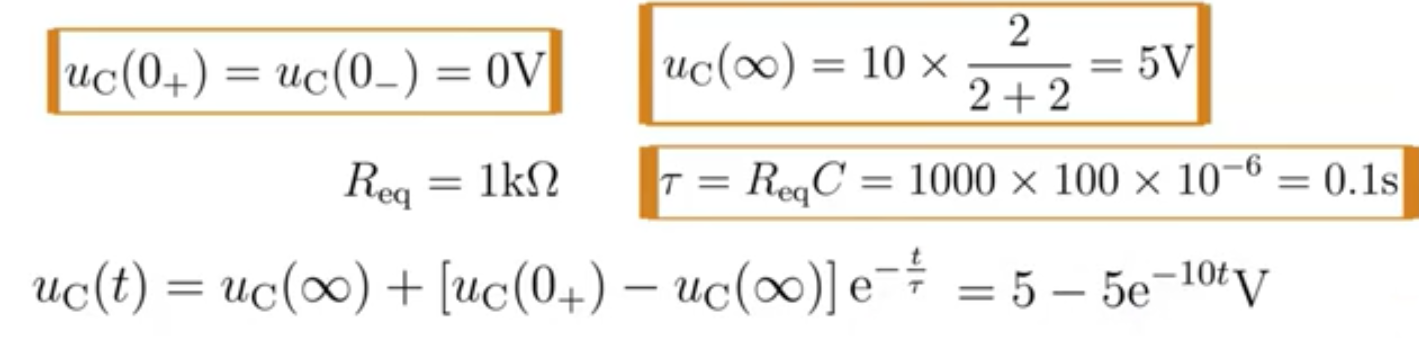 u_C(0_+) = u_C(0_−) = 0V
u_C(∞) = 10 × 2/(2 + 2) = 5V
R_eq = 1kΩ
τ = R_eqC = 1000 × 100 × 10^−6 = 0.1s
u_C(t) = u_C(∞) + [u_C(0_+) − u_C(∞)] e^(−t/τ) = 5 − 5e^(−10t)V